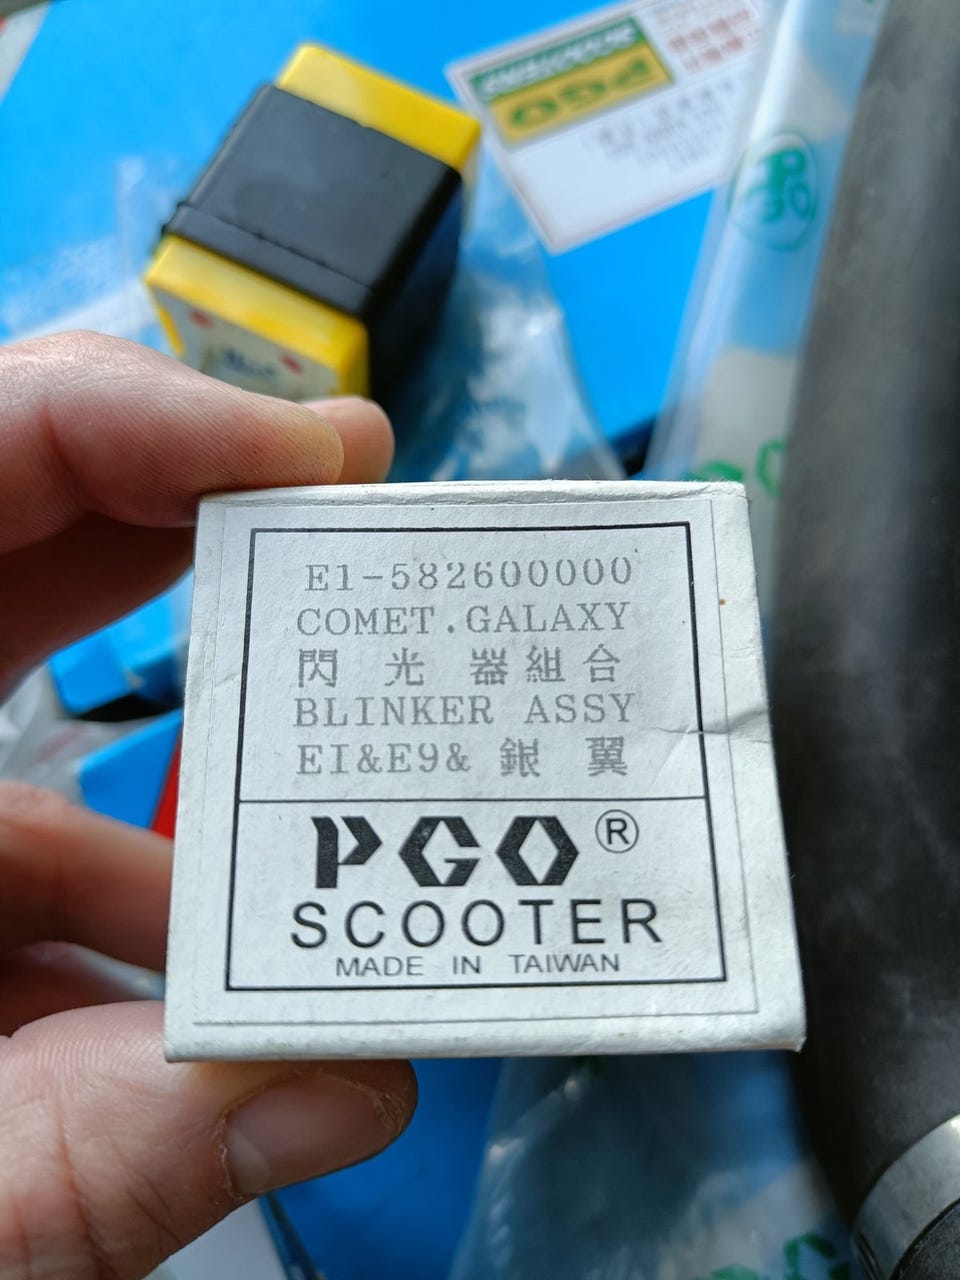 E1-582600000
COMET.GALAXY
閃 光 器組合
BLINKER ASSY
EI&E9& 銀 翼
PGO®
SCOOTER
MADE IN TAIWAN
PGO